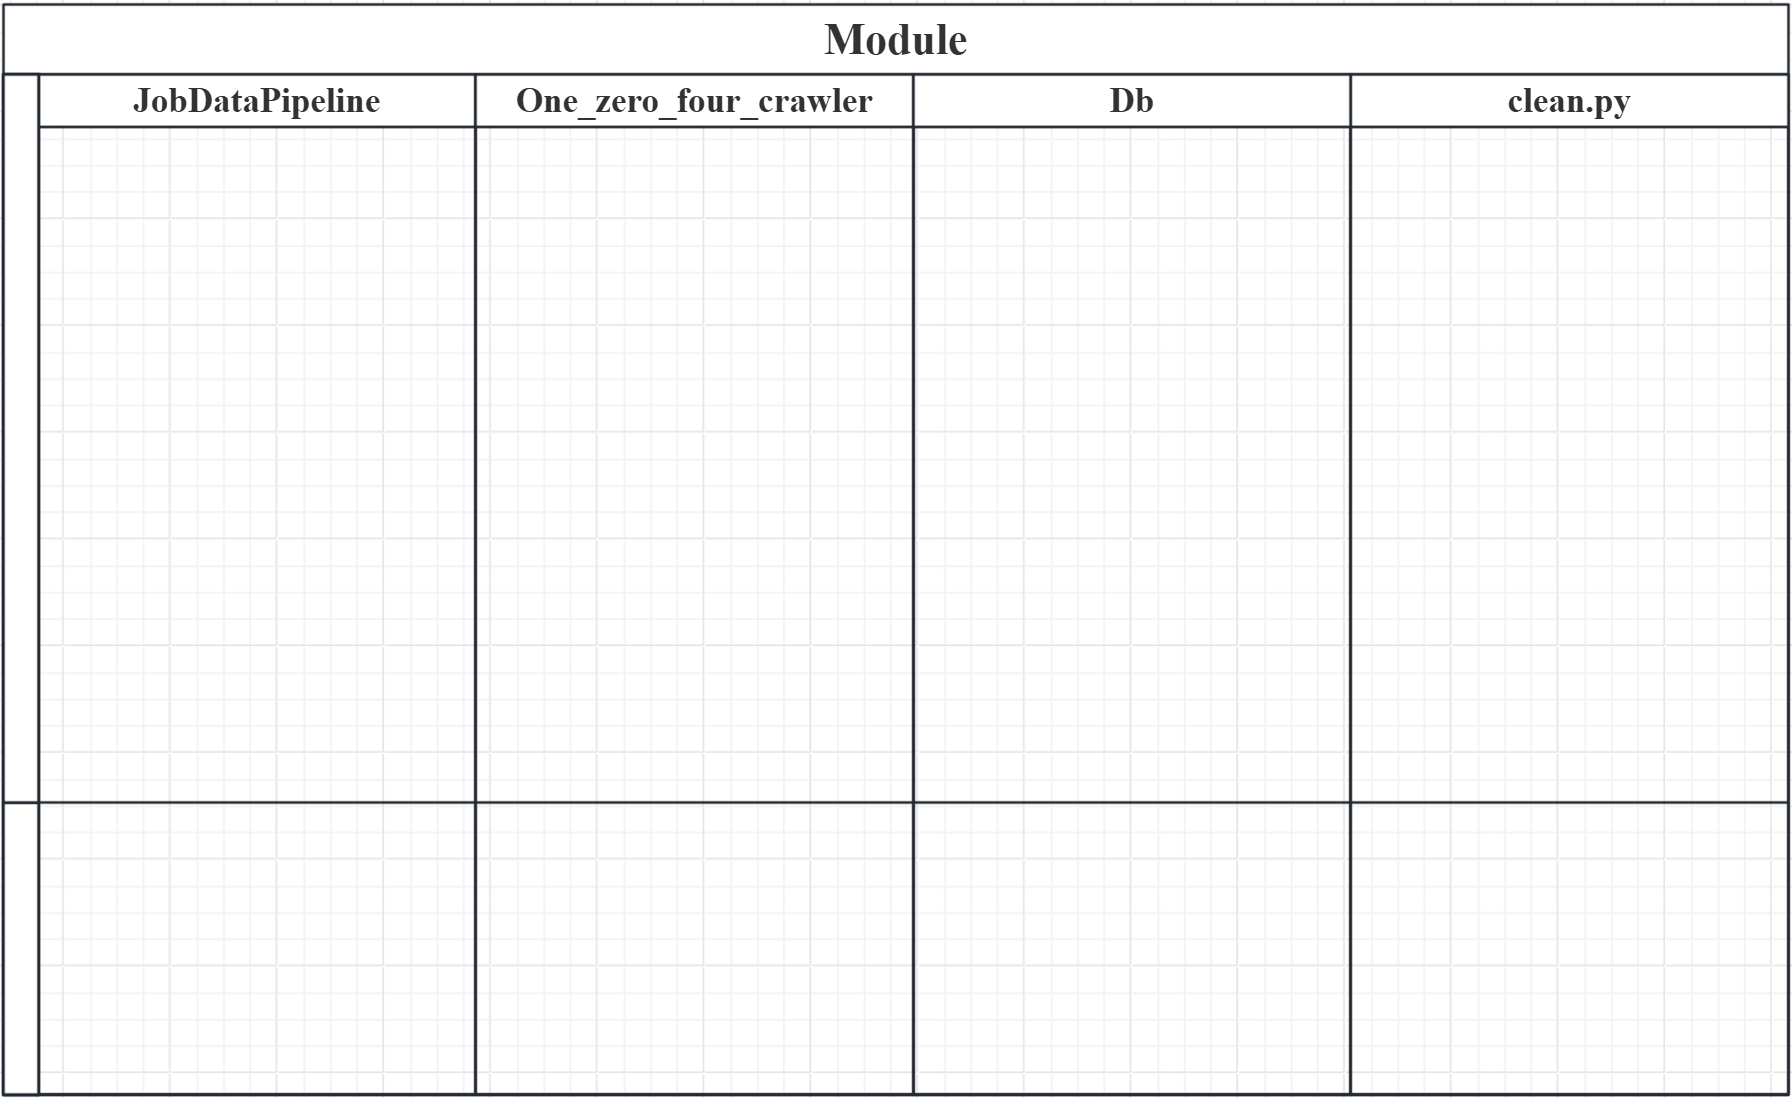 Module
JobDataPipeline
One_zero_four_crawler
Db
clean.py